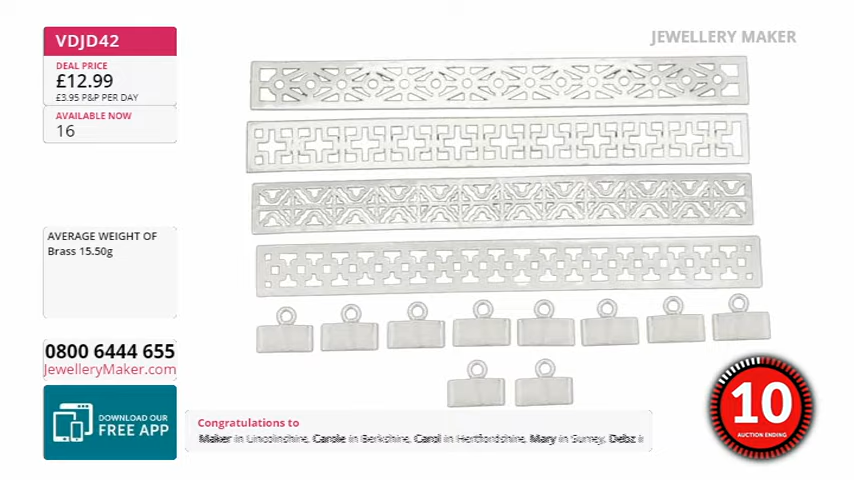 VDJD42
JEWELLERY MAKER
DEAL PRICE
£12.99
£3.95 P&P PER DAY
AVAILABLE NOW
16
AVERAGE WEIGHT OF
Brass 15.50g
0800 6444 655
JewelleryMaker.com
DOWNLOAD OUR
FREE APP
10
AUCTION ENDING
Congratulations to
Maker in Lincolnshire, Carole in Berkshire, Carol in Hertfordshire, Mary in Surrey, Debz i